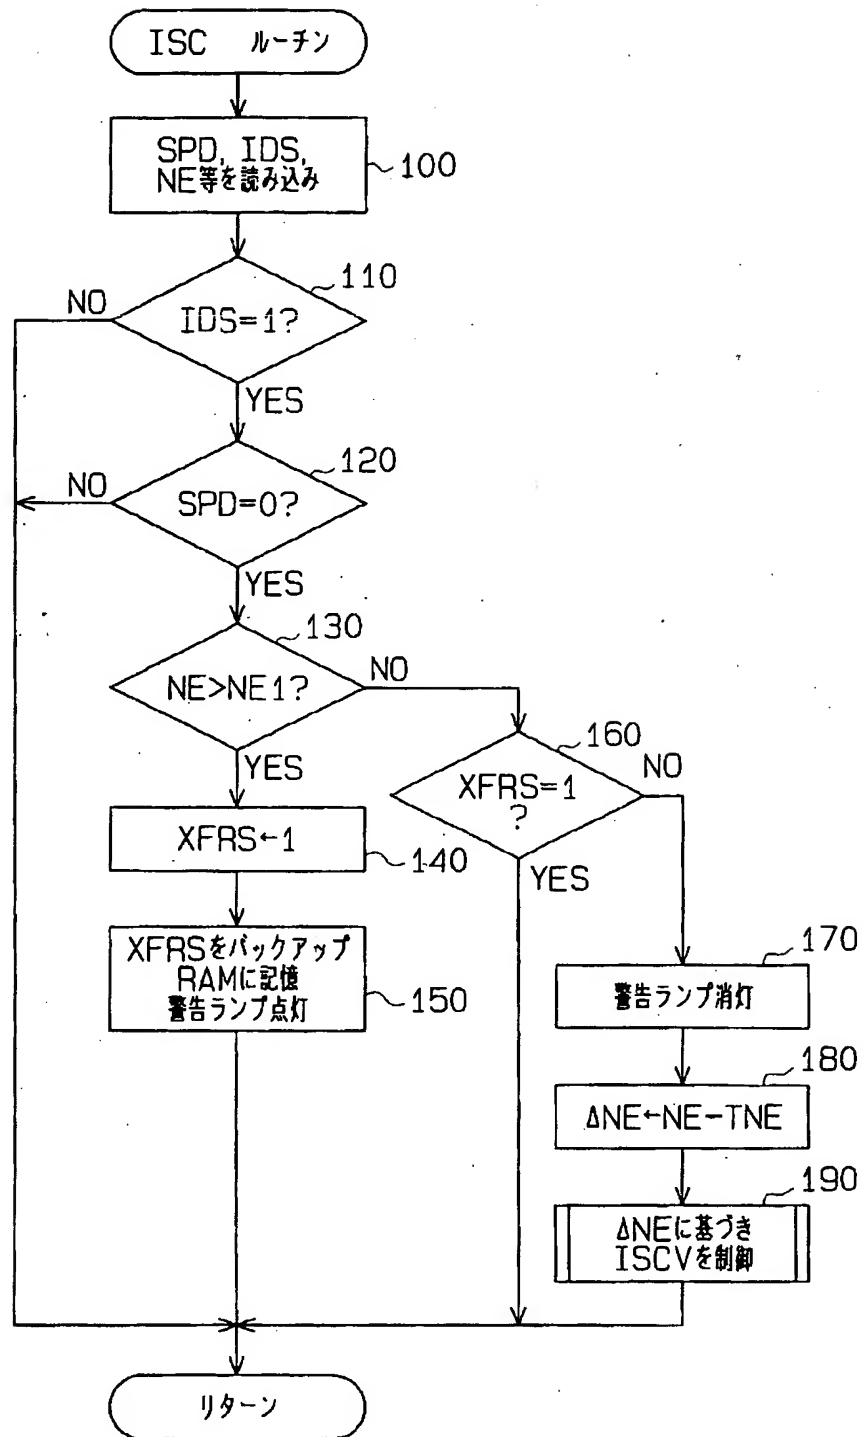 ISC ルーチン
SPD, IDS,
NE等を読み込み
100
110
NO
IDS=1?
YES
120
NO
SPD=0?
YES
130
NO
NE>NE1?
YES
160
NO
XFRS=1
?
YES
XFRS←1
140
XFRSをバックアップ
RAMに記憶
警告ランプ点灯
150
170
警告ランプ消灯
180
ΔNE←NE-TNE
190
ΔNEに基づき
ISCVを制御
リターン